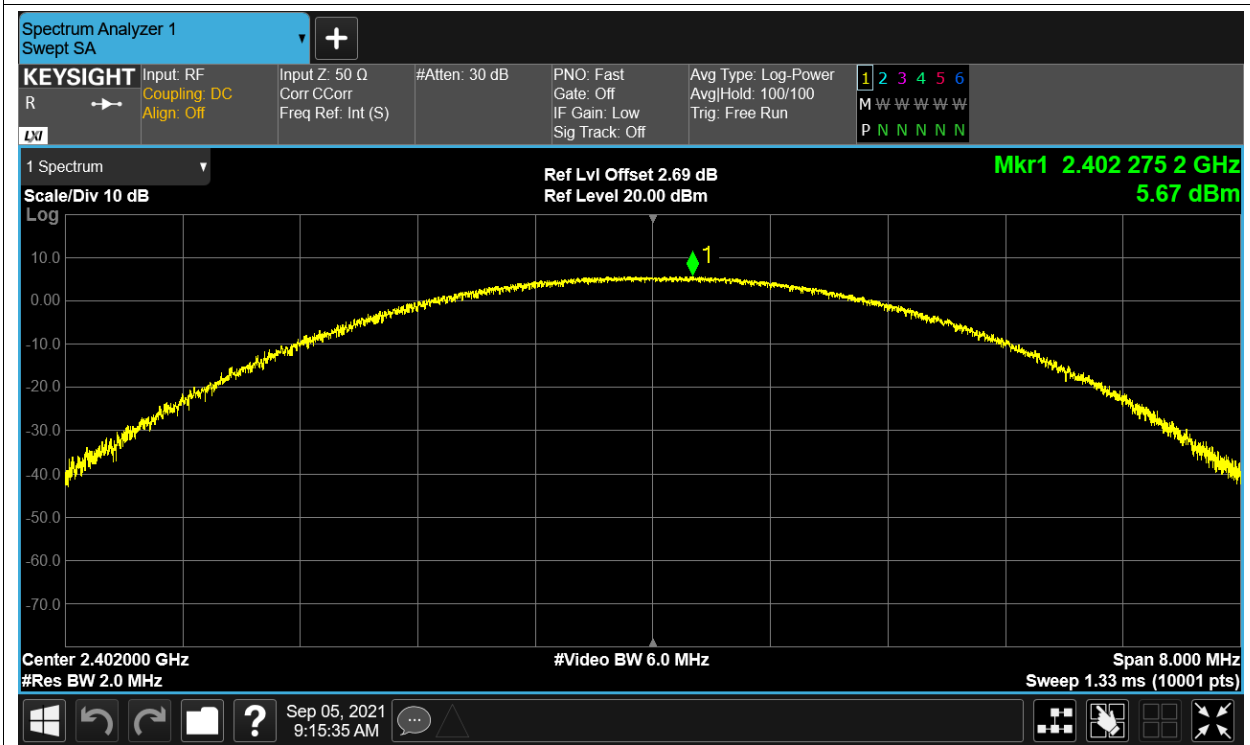 Spectrum Analyzer 1
Swept SA
KEYSIGHT
R
LXI
Input: RF
Coupling: DC
Align: Off
Input Z: 50 Ω
Corr CCorr
Freq Ref: Int (S)
#Atten: 30 dB
PNO: Fast
Gate: Off
IF Gain: Low
Sig Track: Off
Avg Type: Log-Power
Avg|Hold: 100/100
Trig: Free Run
1 2 3 4 5 6
M W W W W W
P N N N N N
1 Spectrum
Scale/Div 10 dB
Ref Lvl Offset 2.69 dB
Ref Level 20.00 dBm
Mkr1 2.402 275 2 GHz
5.67 dBm
Log
1
10.0
0.00
-10.0
-20.0
-30.0
-40.0
-50.0
-60.0
-70.0
Center 2.402000 GHz
#Video BW 6.0 MHz
Span 8.000 MHz
#Res BW 2.0 MHz
Sweep 1.33 ms (10001 pts)
?
Sep 05, 2021
9:15:35 AM